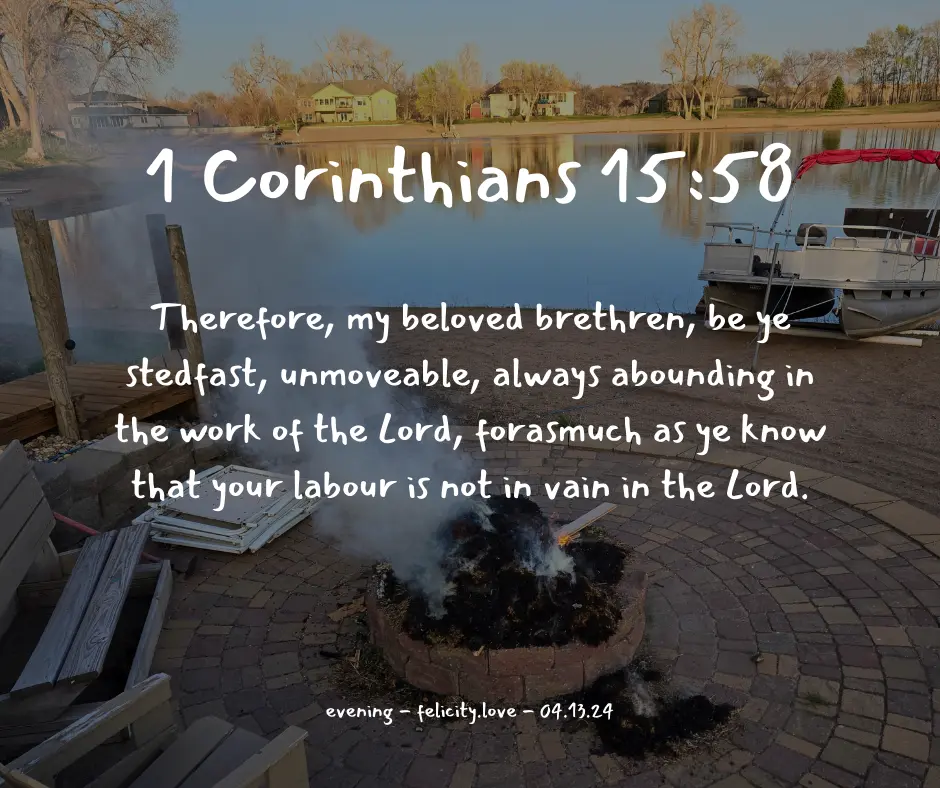 1 Corinthians 15:58
Therefore, my beloved brethren, be ye
stedfast, unmoveable, always abounding in
the work of the Lord, forasmuch as ye know
that your labour is not in vain in the Lord.
evening - felicity.love - 04.13.24